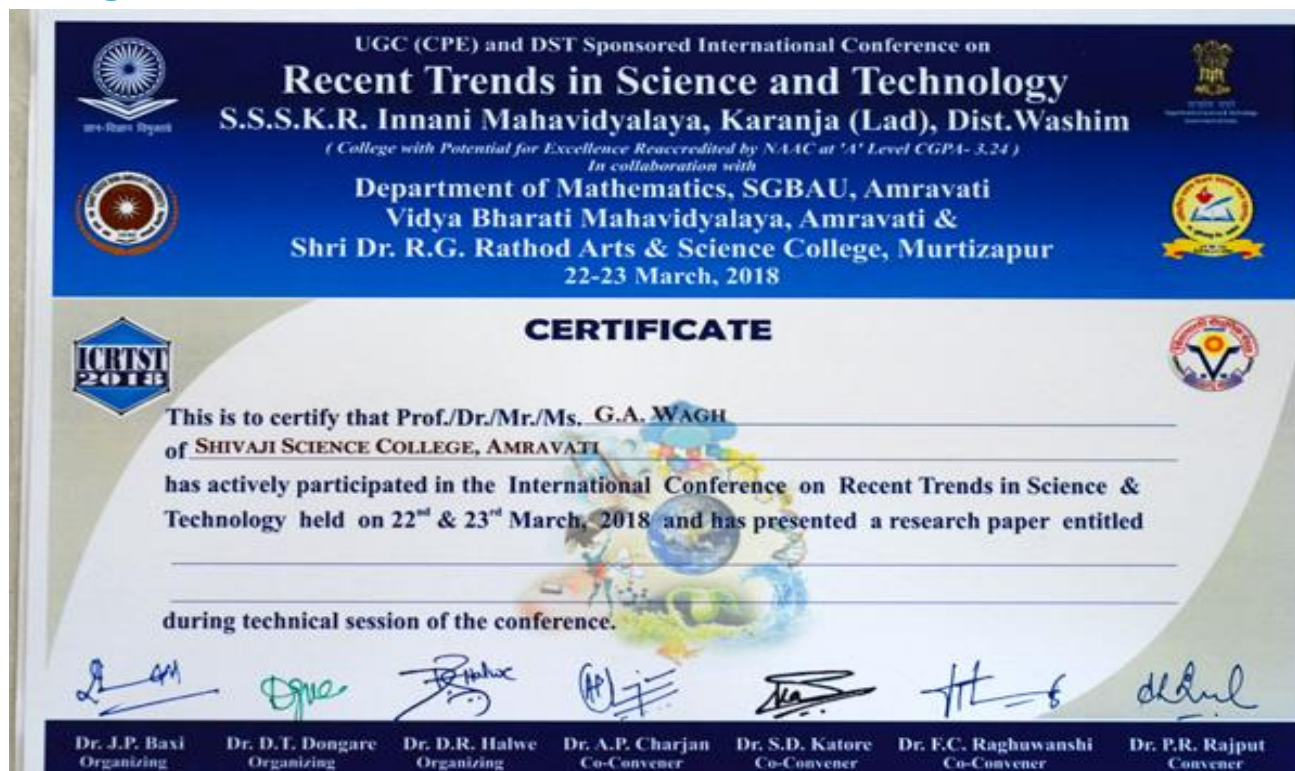 UGC (CPE) and DST Sponsored International Conference on
Recent Trends in Science and Technology
S.S.S.K.R. Innani Mahavidyalaya, Karanja (Lad), Dist.Washim
( College with Potential for Excellence Reaccredited by NAAC at 'A' Level CGPA- 3.24 )
In collaboration with
Department of Mathematics, SGBAU, Amravati
Vidya Bharati Mahavidyalaya, Amravati &
Shri Dr. R.G. Rathod Arts & Science College, Murtizapur
22-23 March, 2018
ICRTST
2018
CERTIFICATE
This is to certify that Prof./Dr./Mr./Ms. G.A. WAGH
of SHIVAJI SCIENCE COLLEGE, AMRAVATI
has actively participated in the International Conference on Recent Trends in Science &
Technology held on 22nd & 23rd March, 2018 and has presented a research paper entitled
during technical session of the conference.
Dr. J.P. Baxi Dr. D.T. Dongare Dr. D.R. Halwe Dr. A.P. Charjan Dr. S.D. Katore Dr. F.C. Raghuwanshi Dr. P.R. Rajput
Organizing Organizing Organizing Co-Convener Co-Convener Co-Convener Convener